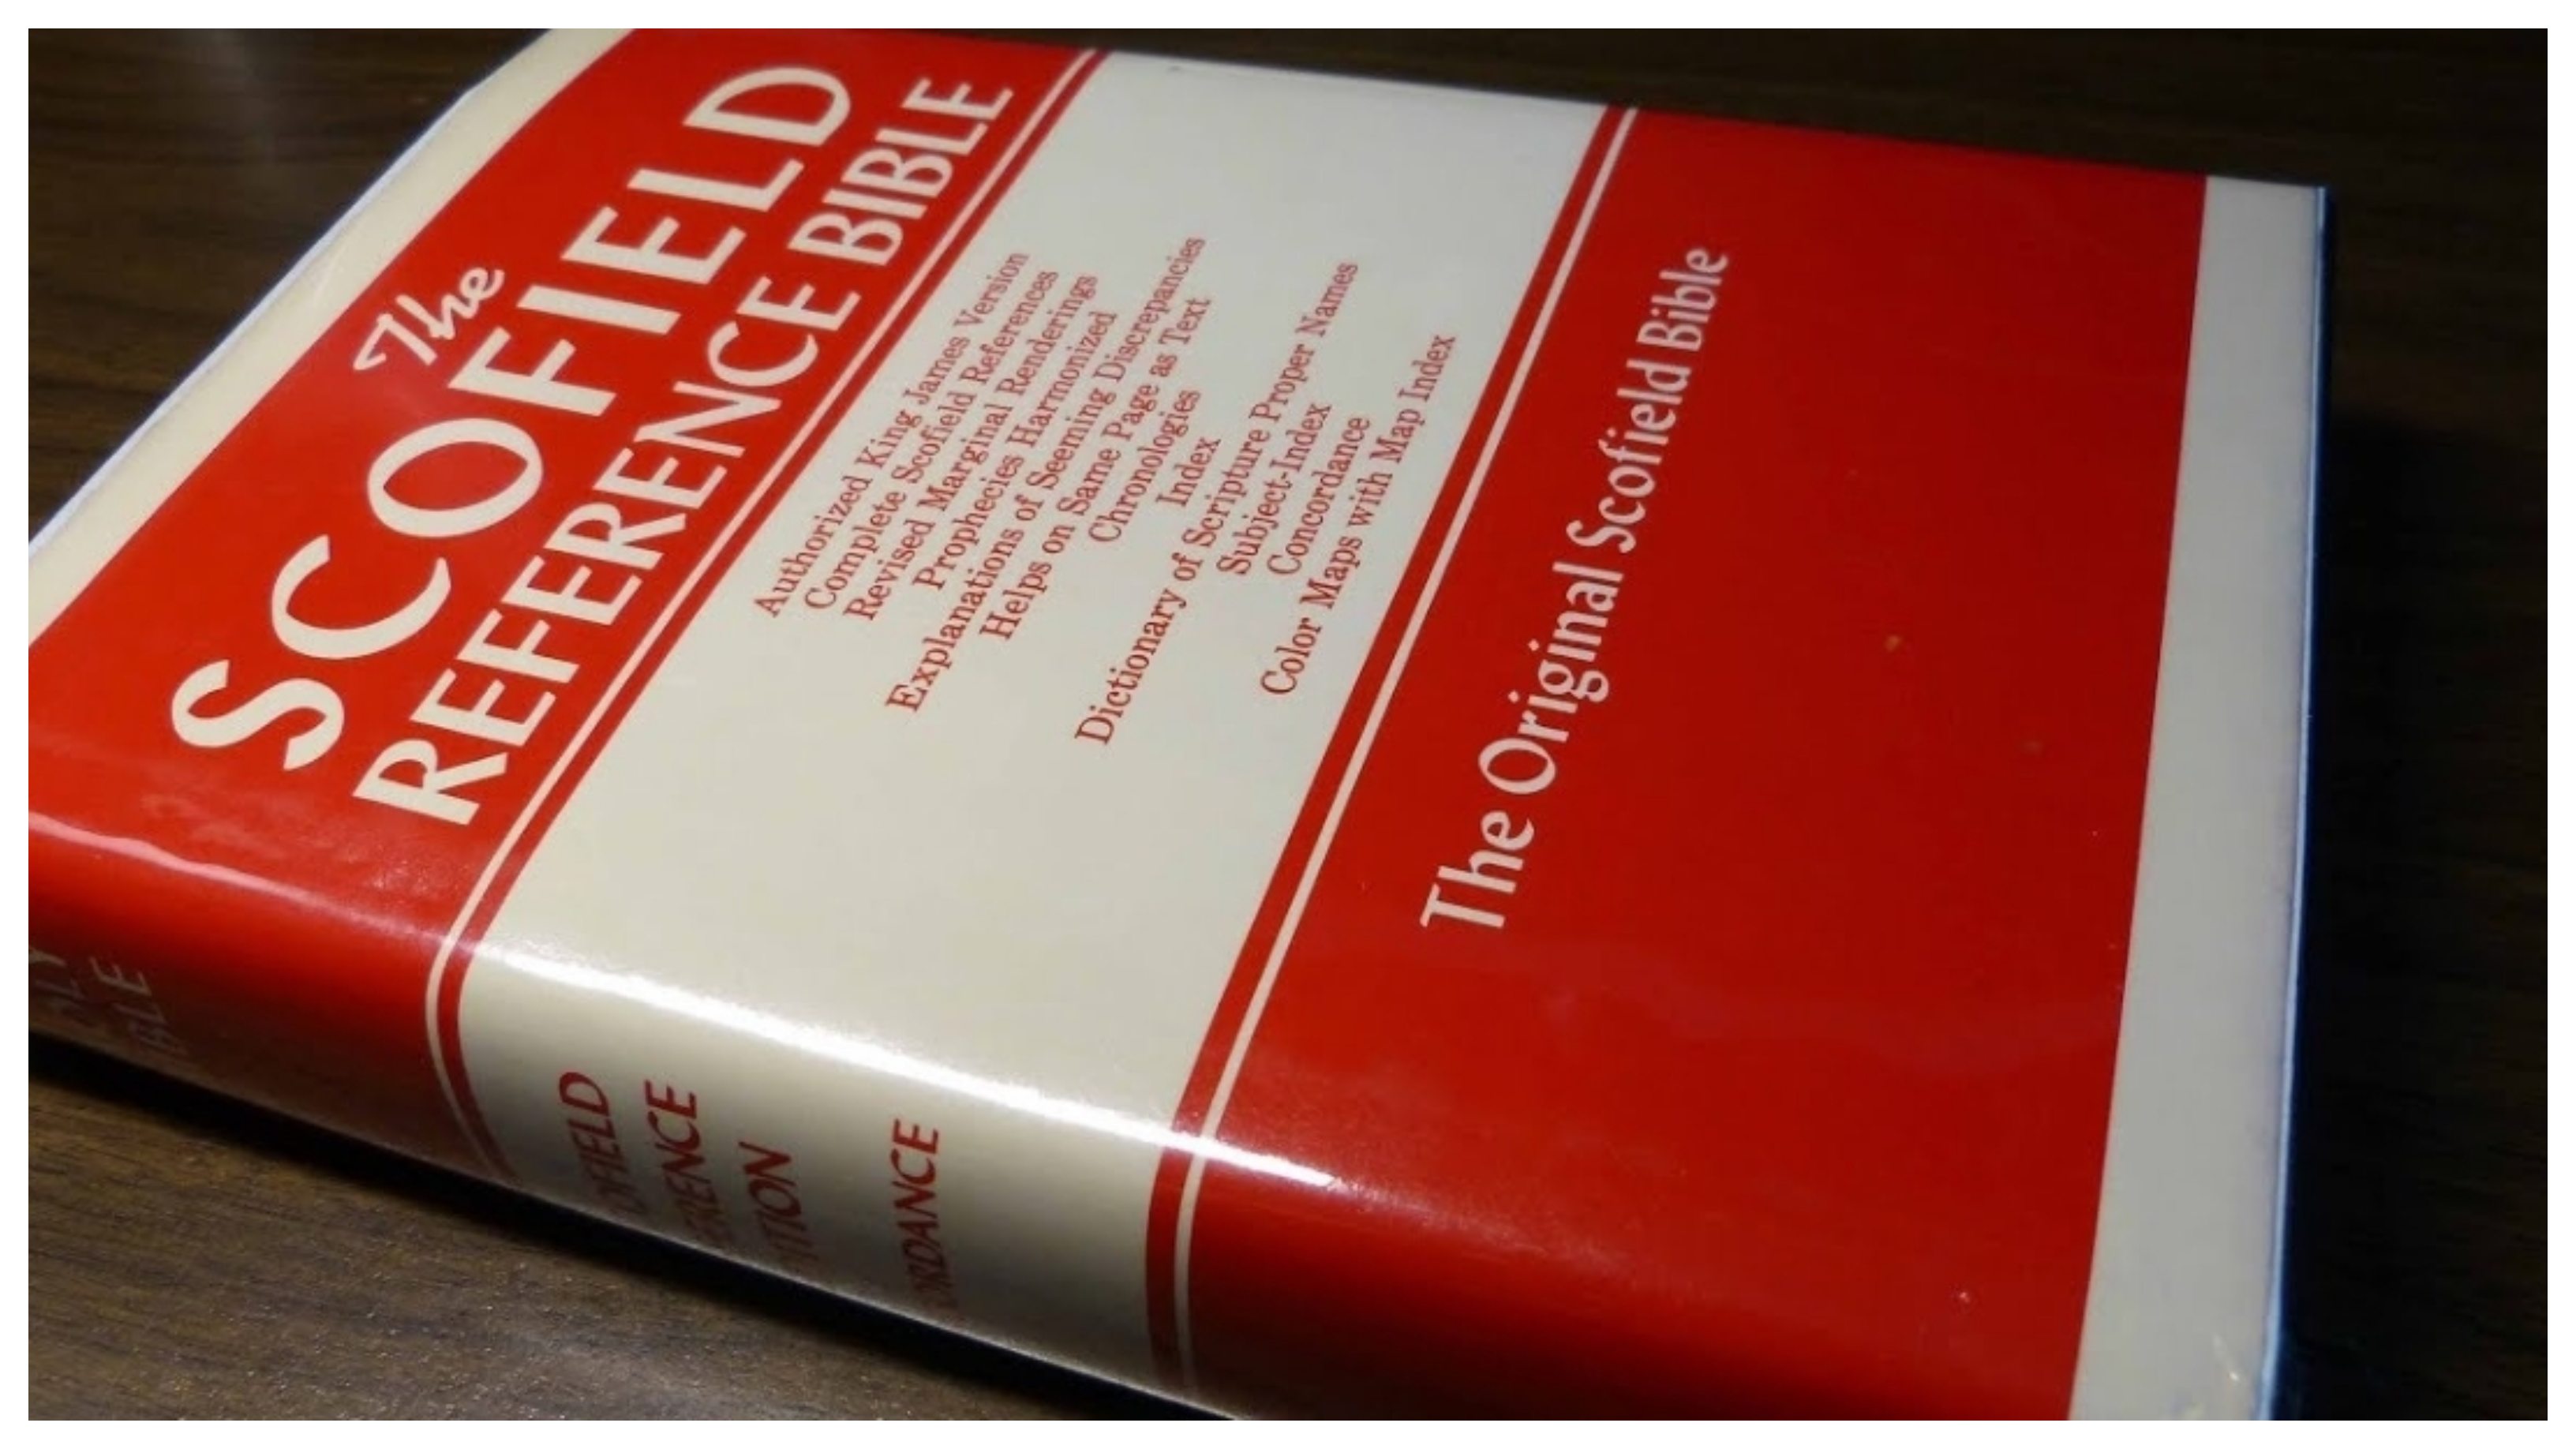 The
SCOFIELD
REFERENCE BIBLE
Authorized King James Version
Complete Scofield References
Revised Marginal Renderings
Prophecies Harmonized
Explanations of Seeming Discrepancies
Helps on Same Page as Text
Chronologies
Index
Dictionary of Scripture Proper Names
Subject-Index
Concordance
Color Maps with Map Index
The Original Scofield Bible